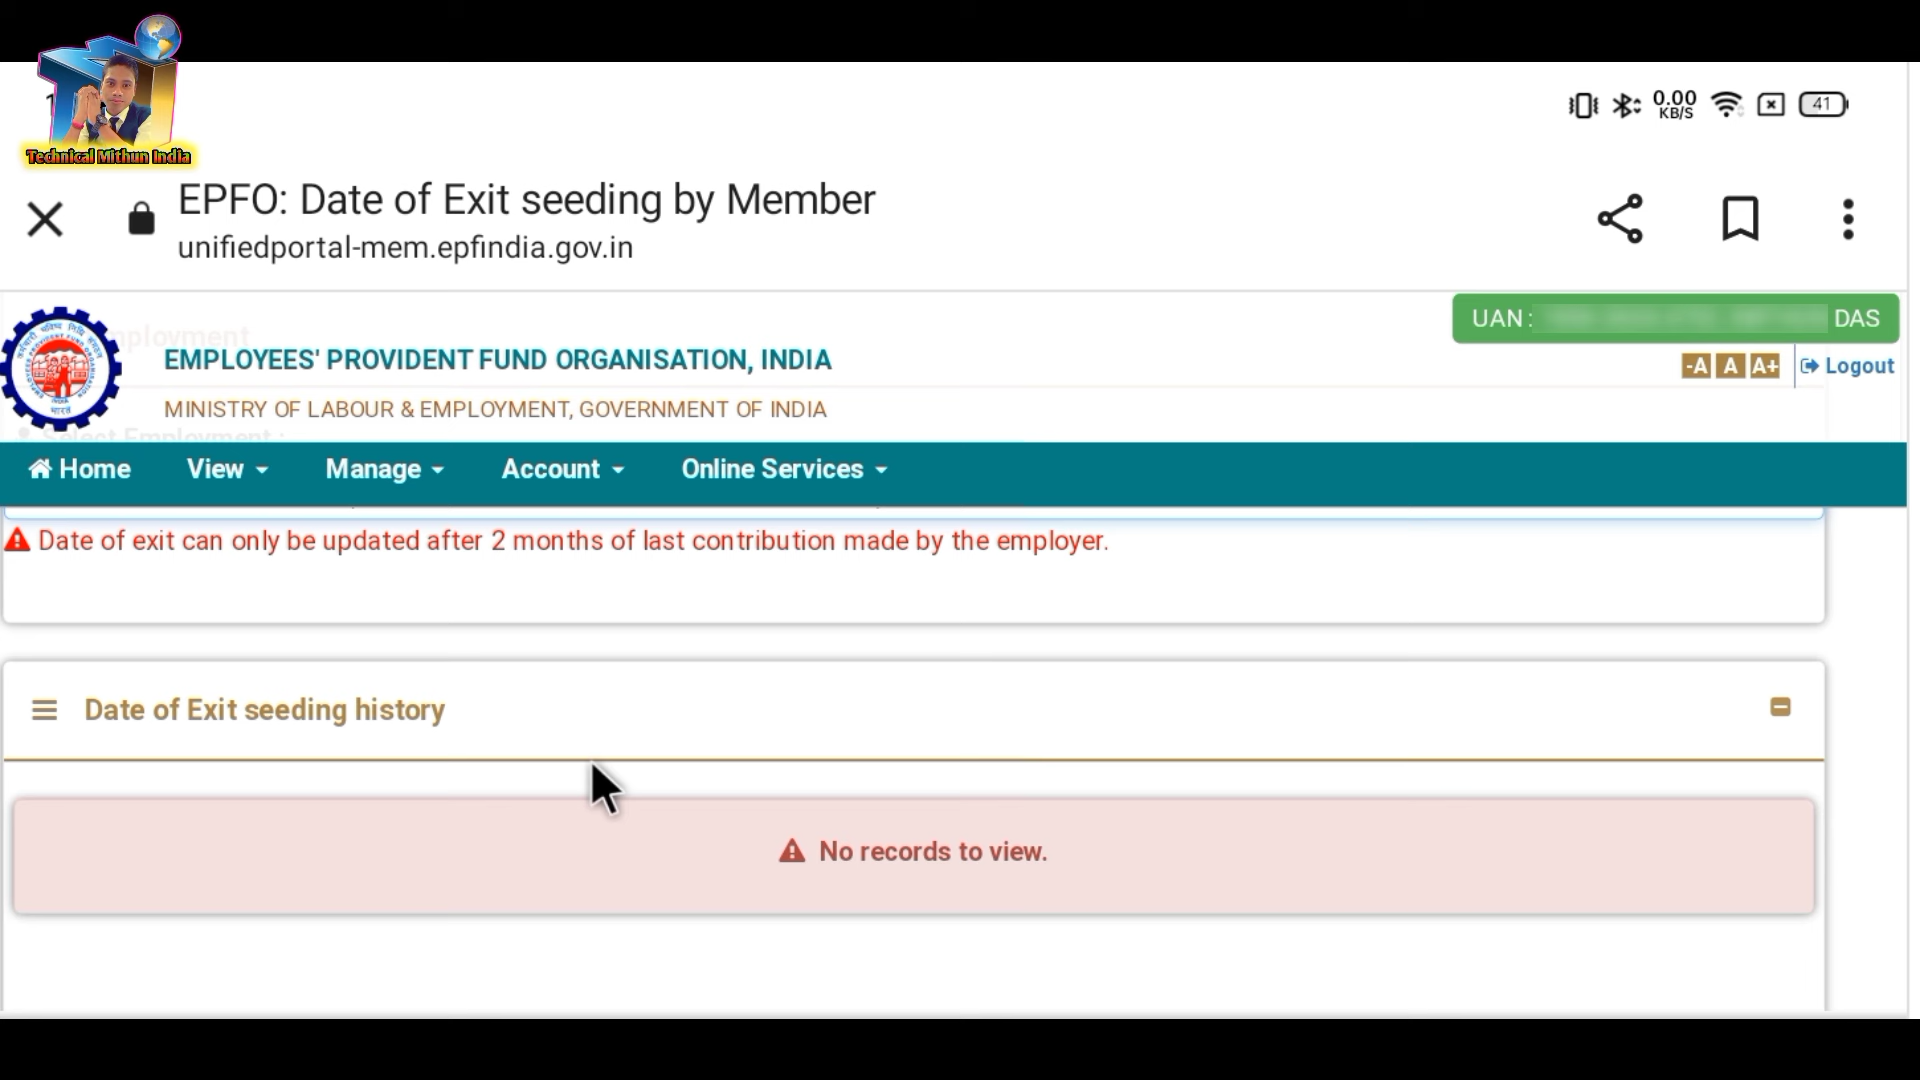 Technical Mithun India
0.00
KB/S
41
EPFO: Date of Exit seeding by Member
unifiedportal-mem.epfindia.gov.in
UAN : DAS
Employment
EMPLOYEES' PROVIDENT FUND ORGANISATION, INDIA
-A A A+ Logout
MINISTRY OF LABOUR & EMPLOYMENT, GOVERNMENT OF INDIA
Select Employment :
Home View Manage Account Online Services
Date of exit can only be updated after 2 months of last contribution made by the employer.
Date of Exit seeding history
No records to view.